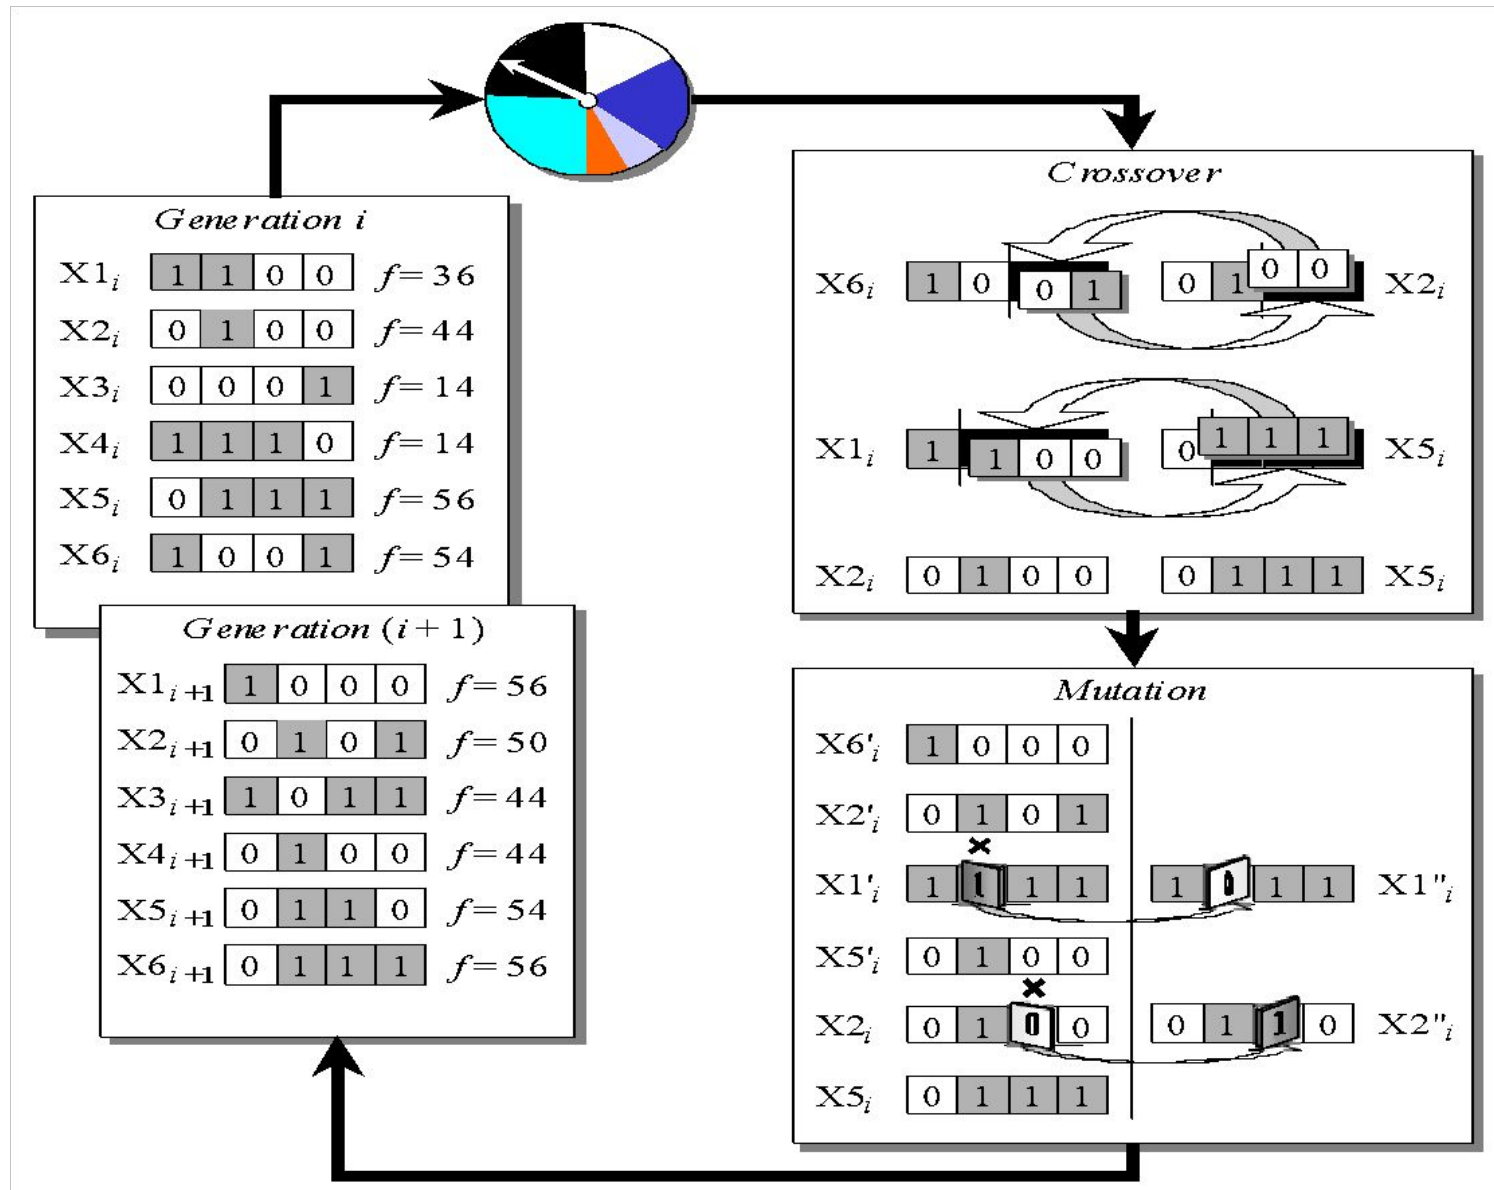 Generation i
X1i 1 1 0 0 f= 36
X2i 0 1 0 0 f= 44
X3i 0 0 0 1 f= 14
X4i 1 1 1 0 f= 14
X5i 0 1 1 1 f= 56
X6i 1 0 0 1 f= 54
Generation (i + 1)
X1i+1 1 0 0 0 f= 56
X2i+1 0 1 0 1 f= 50
X3i+1 1 0 1 1 f= 44
X4i+1 0 1 0 0 f= 44
X5i+1 0 1 1 0 f= 54
X6i+1 0 1 1 1 f= 56
Crossover
X6i 1 0 0 1 0 1 0 0 X2i
X1i 1 1 0 0 0 1 1 1 X5i
X2i 0 1 0 0 0 1 1 1 X5i
Mutation
X6'i 1 0 0 0
X2'i 0 1 0 1
X1'i 1 1 1 1 1 0 1 1 X1"i
X5'i 0 1 0 0
X2i 0 1 0 0 0 1 1 0 X2"i
X5i 0 1 1 1